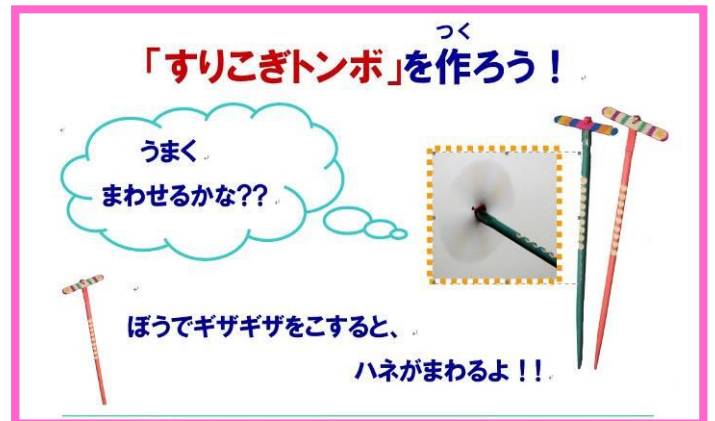 つく
「すりこぎトンボ」を作ろう！
うまく
まわせるかな??
ぼうでギザギザをこすると、
ハネがまわるよ！！